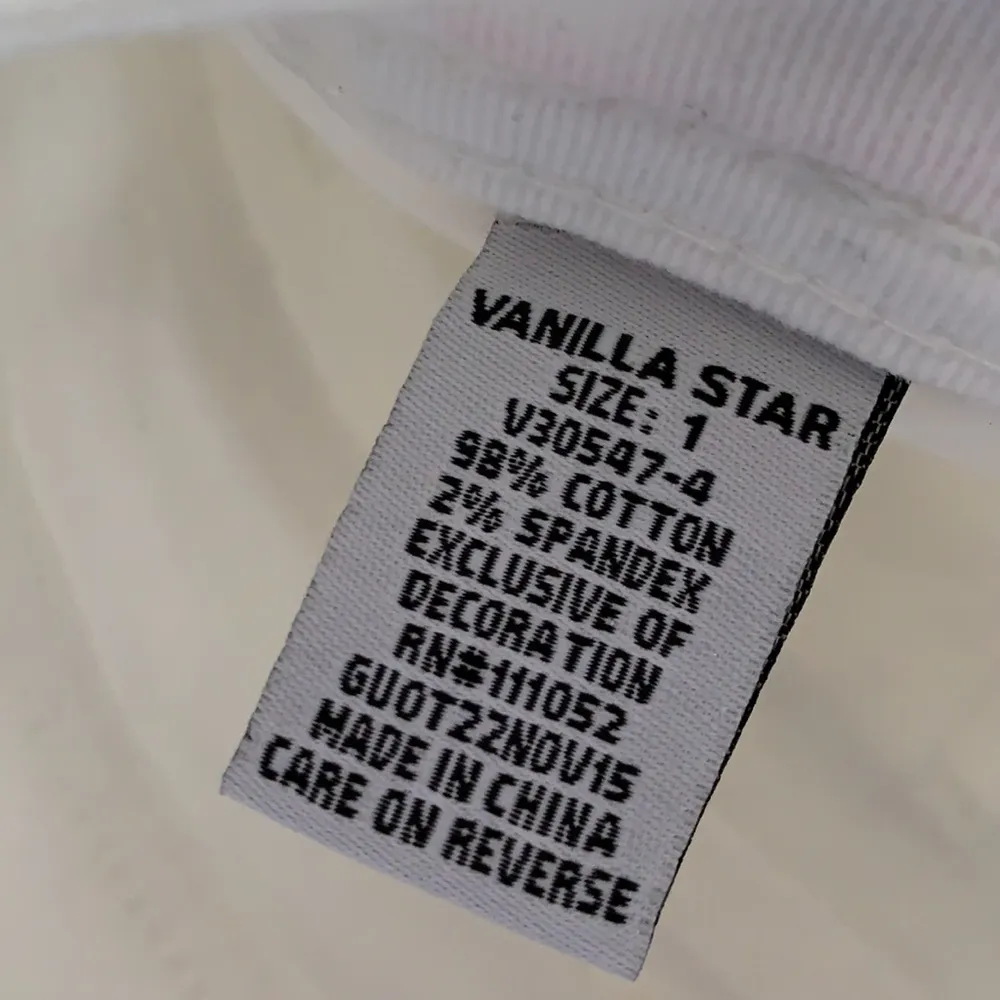 VANILLA STAR
SIZE: 1
V30547-4
98% COTTON
2% SPANDEX
EXCLUSIVE OF
DECORATION
RN#111052
GUOT22NOV15
MADE IN CHINA
CARE ON REVERSE